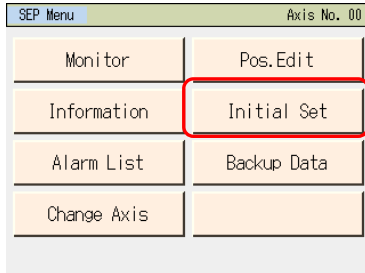 SEP Menu Axis No. 00
Monitor Pos.Edit
Information Initial Set
Alarm List Backup Data
Change Axis